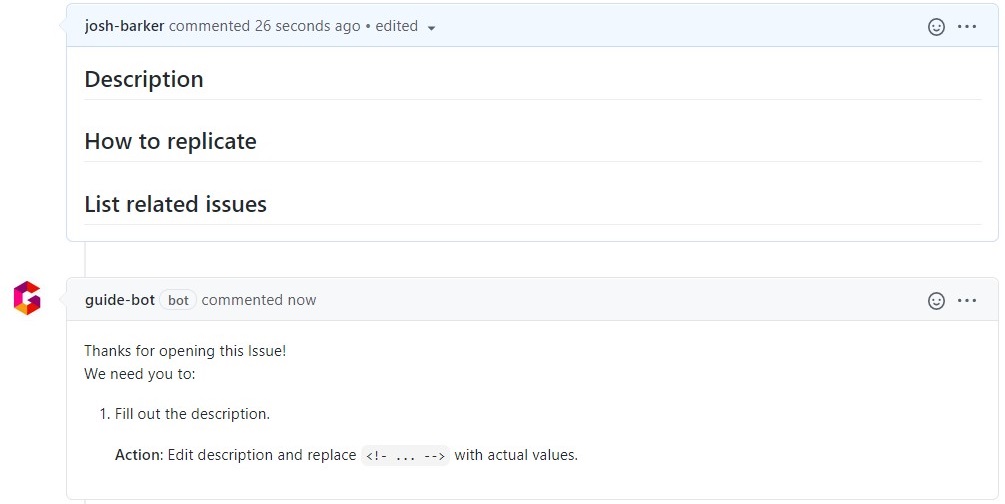 josh-barker commented 26 seconds ago • edited
Description
How to replicate
List related issues
guide-bot bot commented now
Thanks for opening this Issue!
We need you to:
1. Fill out the description.
Action: Edit description and replace <!- ... --> with actual values.